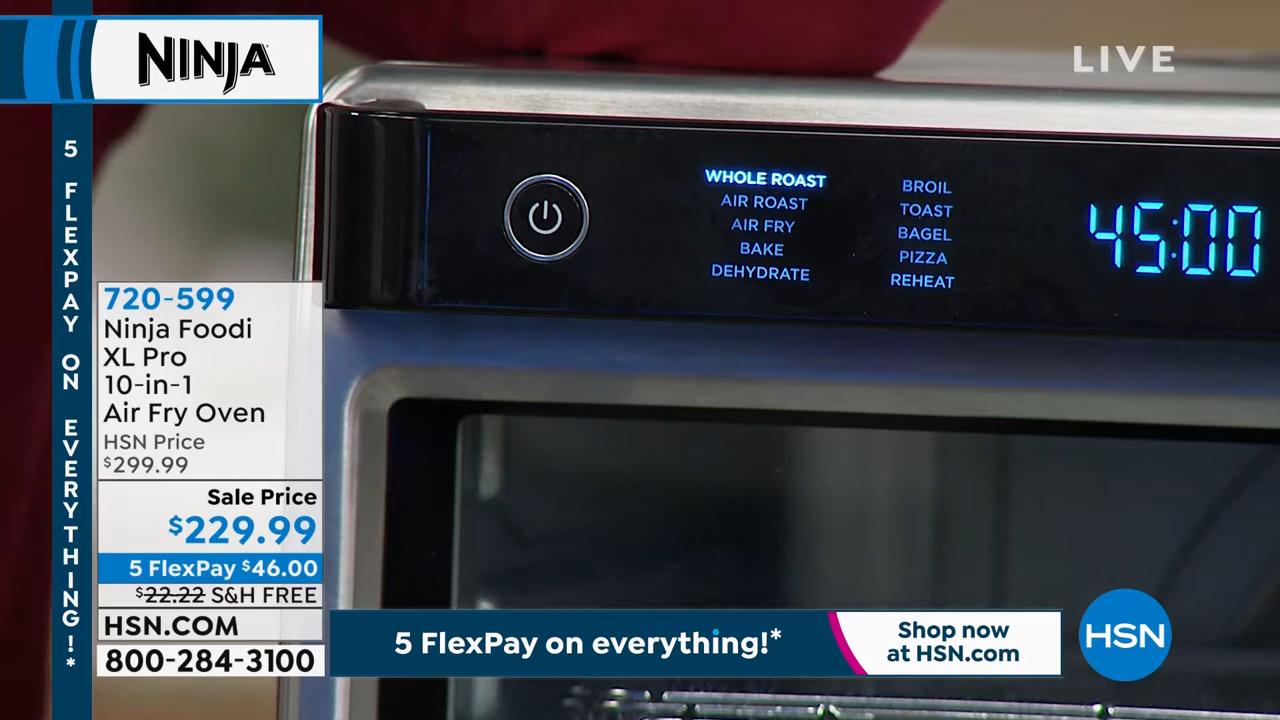 NINJA
LIVE
5 FLEXPAY ON EVERYTHING!*
WHOLE ROAST
AIR ROAST
AIR FRY
BAKE
DEHYDRATE
BROIL
TOAST
BAGEL
PIZZA
REHEAT
45:00
720-599
Ninja Foodi
XL Pro
10-in-1
Air Fry Oven
HSN Price
$299.99
Sale Price
$229.99
5 FlexPay $46.00
$22.22 S&H FREE
HSN.COM
800-284-3100
5 FlexPay on everything!*
Shop now
at HSN.com
HSN